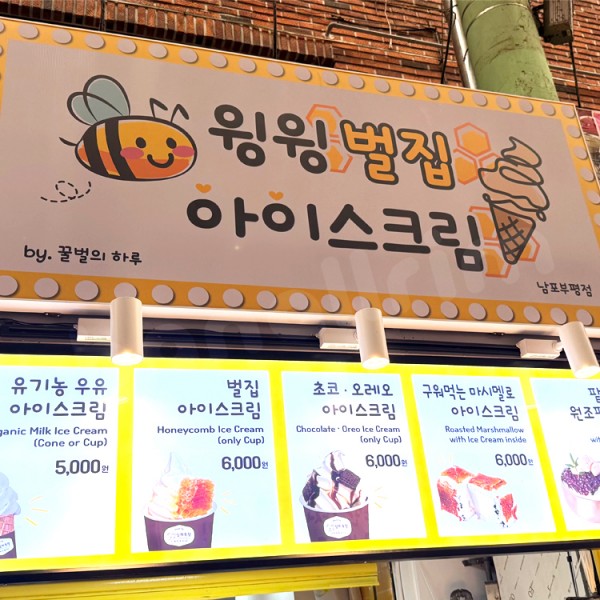 윙윙벌집
아이스크림
by. 꿀벌의 하루
남포부평점
유기농 우유
아이스크림
ganic Milk Ice Cream
(Cone or Cup)
5,000원
벌집
아이스크림
Honeycomb Ice Cream
(only Cup)
6,000원
초코·오레오
아이스크림
Chocolate·Oreo Ice Cream
(only Cup)
6,000원
구워먹는 마시멜로
아이스크림
Roasted Marshmallow
with Ice Cream inside
6,000원
팥
원조
wit